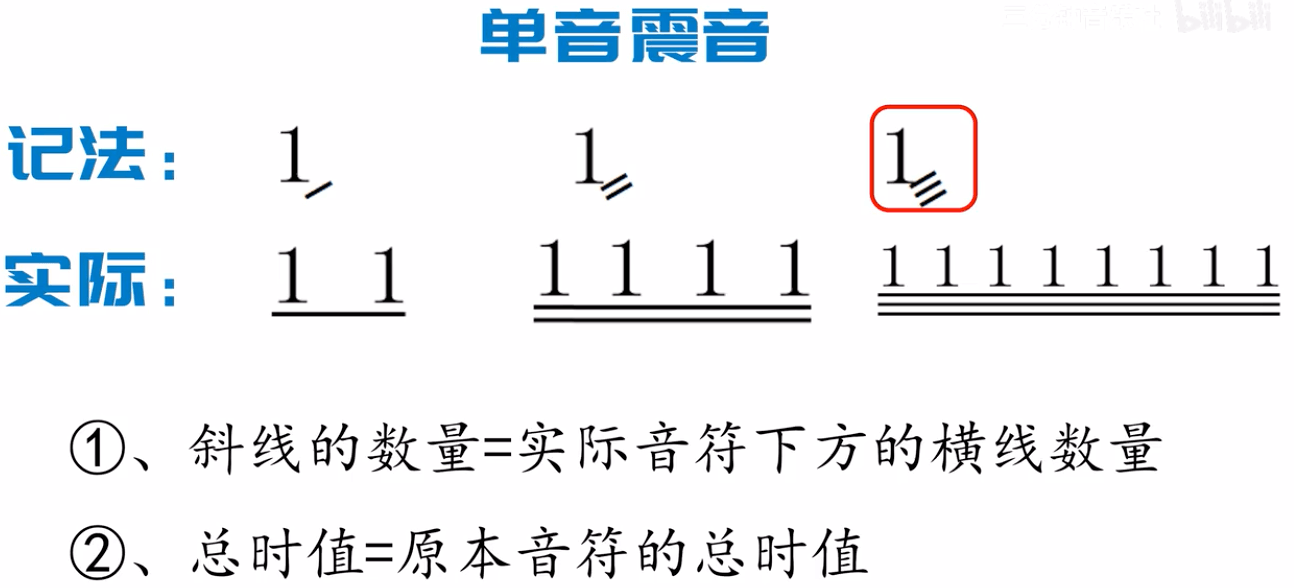 单音震音
bilibili
记法： 1 1 1
实际： 1 1 1 1 1 1 1 1 1 1 1 1 1 1
①、斜线的数量=实际音符下方的横线数量
②、总时值=原本音符的总时值